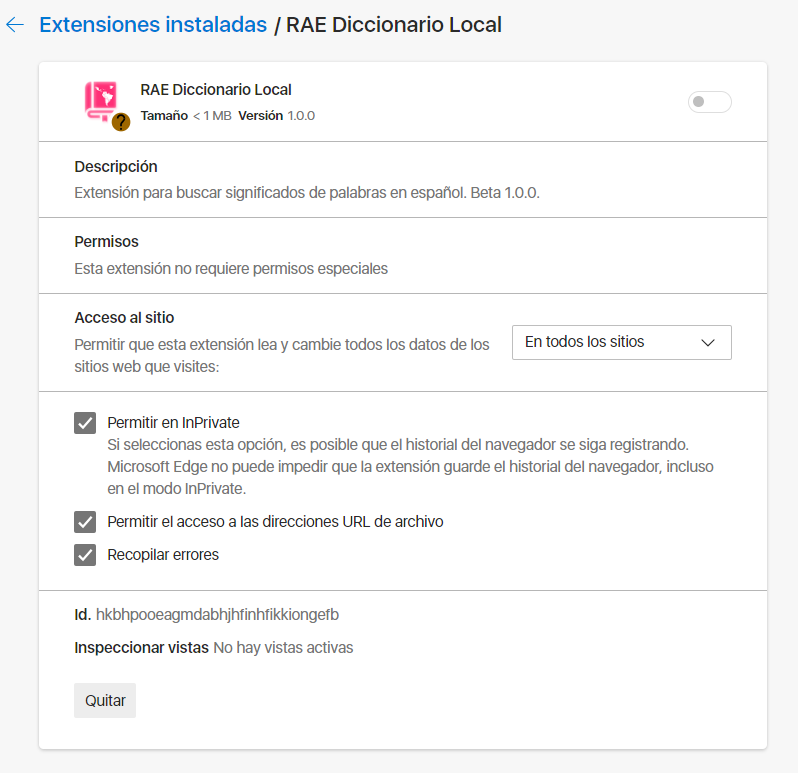 Extensiones instaladas / RAE Diccionario Local
RAE Diccionario Local
Tamaño < 1 MB Versión 1.0.0
?
Descripción
Extensión para buscar significados de palabras en español. Beta 1.0.0.
Permisos
Esta extensión no requiere permisos especiales
Acceso al sitio
Permitir que esta extensión lea y cambie todos los datos de los
sitios web que visites:
En todos los sitios
Permitir en InPrivate
Si seleccionas esta opción, es posible que el historial del navegador se siga registrando.
Microsoft Edge no puede impedir que la extensión guarde el historial del navegador, incluso
en el modo InPrivate.
Permitir el acceso a las direcciones URL de archivo
Recopilar errores
Id. hkbhpooeagmdabhjhfinhfikkiongefb
Inspeccionar vistas No hay vistas activas
Quitar